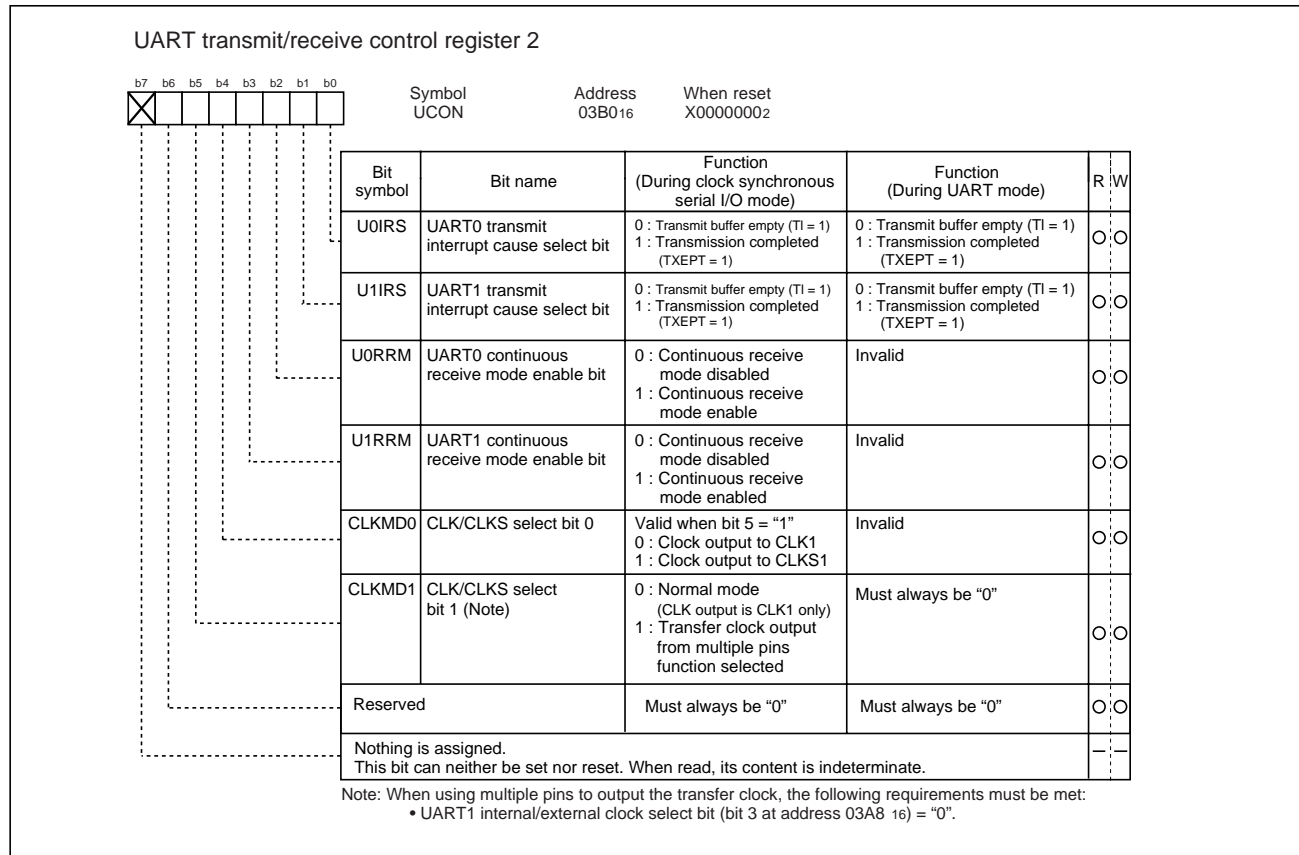 UART transmit/receive control register 2
b7 b6 b5 b4 b3 b2 b1 b0
Symbol Address When reset
UCON 03B016 X00000002
Bit symbol Bit name Function (During clock synchronous serial I/O mode) Function (During UART mode) R W
U0IRS UART0 transmit interrupt cause select bit
0 : Transmit buffer empty (TI = 1)
1 : Transmission completed
(TXEPT = 1)
0 : Transmit buffer empty (TI = 1)
1 : Transmission completed
(TXEPT = 1)
U1IRS UART1 transmit interrupt cause select bit
0 : Transmit buffer empty (TI = 1)
1 : Transmission completed
(TXEPT = 1)
0 : Transmit buffer empty (TI = 1)
1 : Transmission completed
(TXEPT = 1)
U0RRM UART0 continuous receive mode enable bit
0 : Continuous receive
mode disabled
1 : Continuous receive
mode enable
Invalid
U1RRM UART1 continuous receive mode enable bit
0 : Continuous receive
mode disabled
1 : Continuous receive
mode enabled
Invalid
CLKMD0 CLK/CLKS select bit 0
Valid when bit 5 = “1”
0 : Clock output to CLK1
1 : Clock output to CLKS1
Invalid
CLKMD1 CLK/CLKS select bit 1 (Note)
0 : Normal mode
(CLK output is CLK1 only)
1 : Transfer clock output
from multiple pins
function selected
Must always be “0”
Reserved Must always be “0” Must always be “0”
Nothing is assigned.
This bit can neither be set nor reset. When read, its content is indeterminate.
Note: When using multiple pins to output the transfer clock, the following requirements must be met:
• UART1 internal/external clock select bit (bit 3 at address 03A8 16) = “0”.